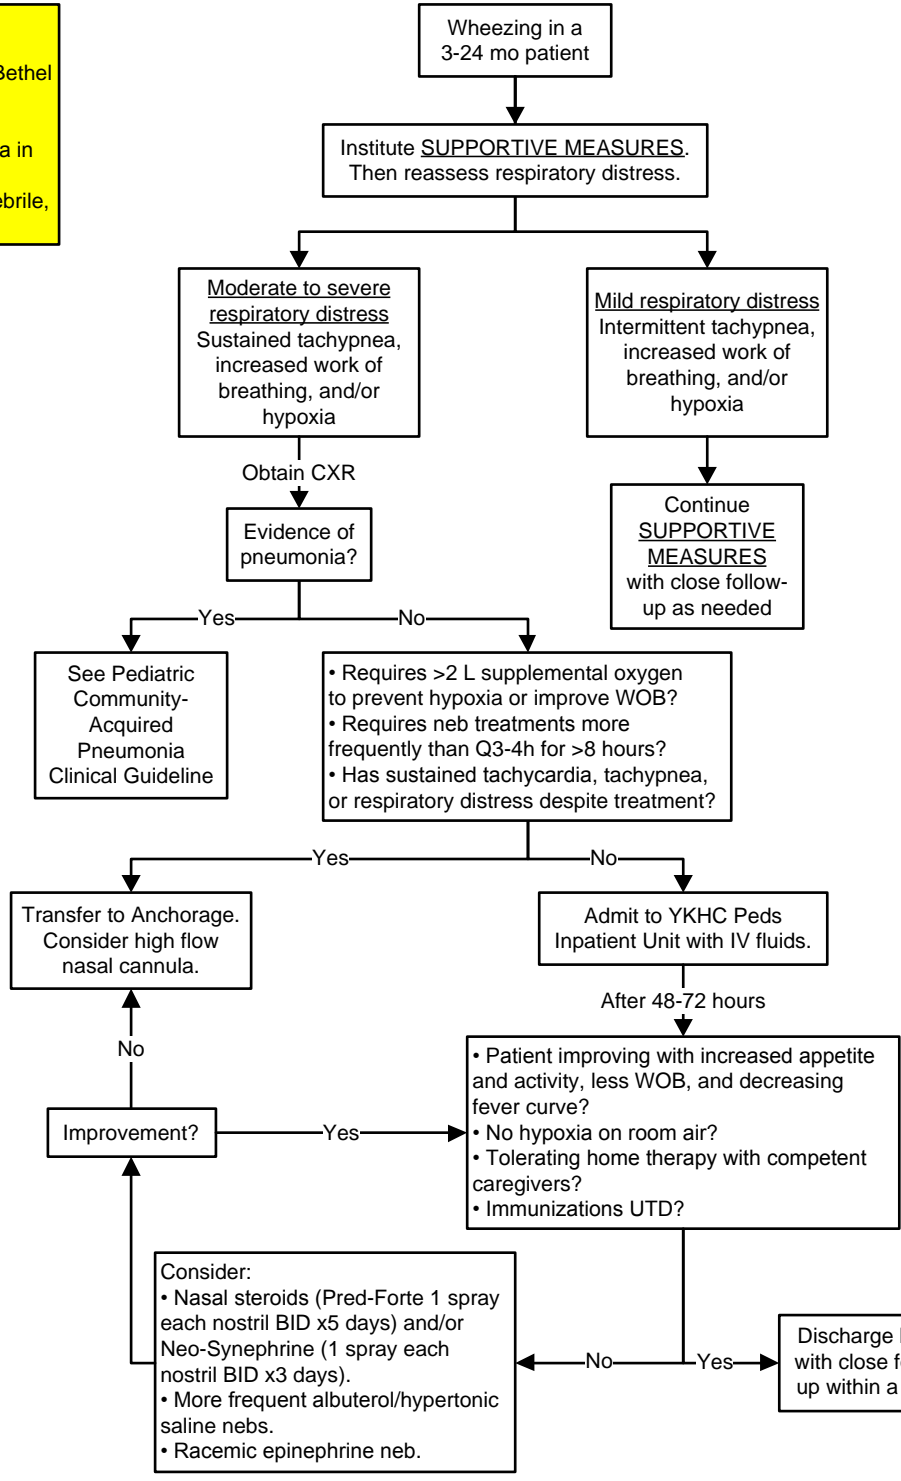 Bethel
a in
ebrile,
Wheezing in a
3-24 mo patient
Institute SUPPORTIVE MEASURES.
Then reassess respiratory distress.
Moderate to severe
respiratory distress
Sustained tachypnea,
increased work of
breathing, and/or
hypoxia
Mild respiratory distress
Intermittent tachypnea,
increased work of
breathing, and/or
hypoxia
Obtain CXR
Continue
SUPPORTIVE
MEASURES
with close follow-
up as needed
Evidence of
pneumonia?
Yes
No
See Pediatric
Community-
Acquired
Pneumonia
Clinical Guideline
• Requires >2 L supplemental oxygen
to prevent hypoxia or improve WOB?
• Requires neb treatments more
frequently than Q3-4h for >8 hours?
• Has sustained tachycardia, tachypnea,
or respiratory distress despite treatment?
Yes
No
Transfer to Anchorage.
Consider high flow
nasal cannula.
Admit to YKHC Peds
Inpatient Unit with IV fluids.
After 48-72 hours
No
• Patient improving with increased appetite
and activity, less WOB, and decreasing
fever curve?
• No hypoxia on room air?
• Tolerating home therapy with competent
caregivers?
• Immunizations UTD?
Improvement?
Yes
Consider:
• Nasal steroids (Pred-Forte 1 spray
each nostril BID x5 days) and/or
Neo-Synephrine (1 spray each
nostril BID x3 days).
• More frequent albuterol/hypertonic
saline nebs.
• Racemic epinephrine neb.
No
Yes
Discharge
with close
up within a